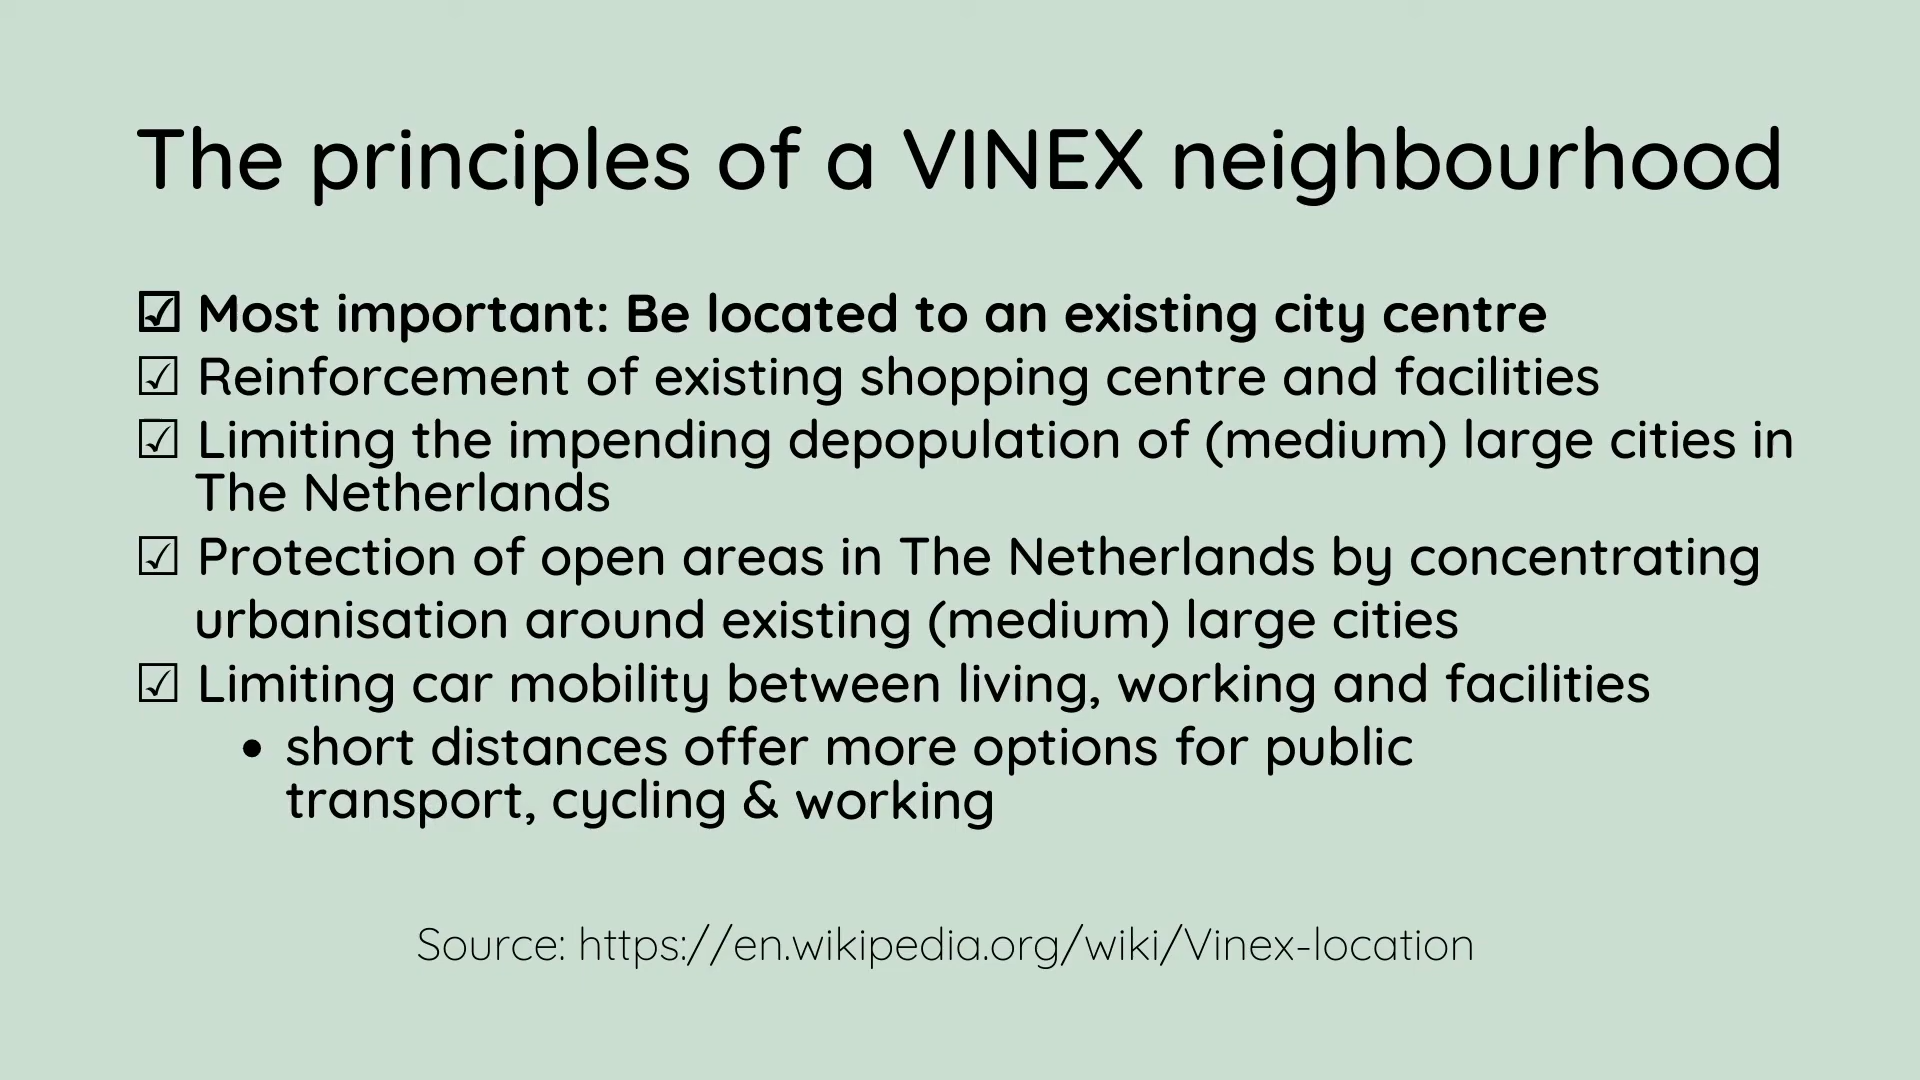 The principles of a VINEX neighbourhood
☑ Most important: Be located to an existing city centre
☑ Reinforcement of existing shopping centre and facilities
☑ Limiting the impending depopulation of (medium) large cities in
The Netherlands
☑ Protection of open areas in The Netherlands by concentrating
urbanisation around existing (medium) large cities
☑ Limiting car mobility between living, working and facilities
• short distances offer more options for public
transport, cycling & working
Source: https://en.wikipedia.org/wiki/Vinex-location